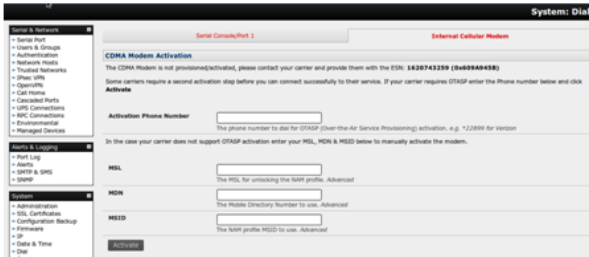 System: Dial
Serial & Network
Serial Port
Users & Groups
Authentication
Network Hosts
Trusted Networks
IPsec VPN
OpenVPN
Call Home
Cascaded Ports
UPS Connections
RPC Connections
Environmental
Managed Devices
Alerts & Logging
Port Log
Alerts
SMTP & SMS
SNMP
System
Administration
SSL Certificates
Configuration Backup
Firmware
IP
Date & Time
Dial
Serial Console/Port 1
Internal Cellular Modem
CDMA Modem Activation
The CDMA Modem is not provisioned/activated, please contact your carrier and provide them with the ESN: 1620743259 (0x609A945B)
Some carriers require a second activation step before you can connect successfully to their service. If your carrier requires OTASP enter the Phone number below and click
Activate
Activation Phone Number
The phone number to dial for OTASP (Over-the-Air Service Provisioning) activation. e.g. *22899 for Verizon
In the case your carrier does not support OTASP activation enter your MSL, MDN & MSID below to manually activate the modem.
MSL
The MSL for unlocking the NAM profile. Advanced
MDN
The Mobile Directory Number to use. Advanced
MSID
The NAM profile MSID to use. Advanced
Activate